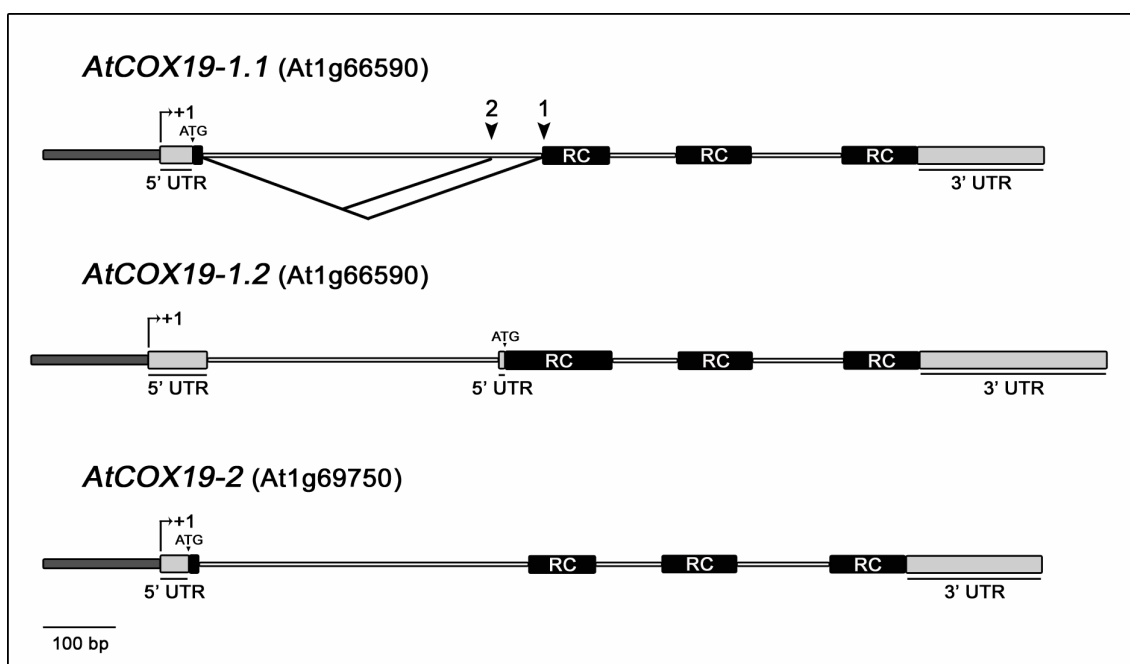 AtCOX19-1.1 (At1g66590)
+1
ATG
2
1
RC
RC
RC
5’ UTR
3’ UTR
AtCOX19-1.2 (At1g66590)
+1
ATG
RC
RC
RC
5’ UTR
5’ UTR
3’ UTR
AtCOX19-2 (At1g69750)
+1
ATG
RC
RC
RC
5’ UTR
3’ UTR
100 bp